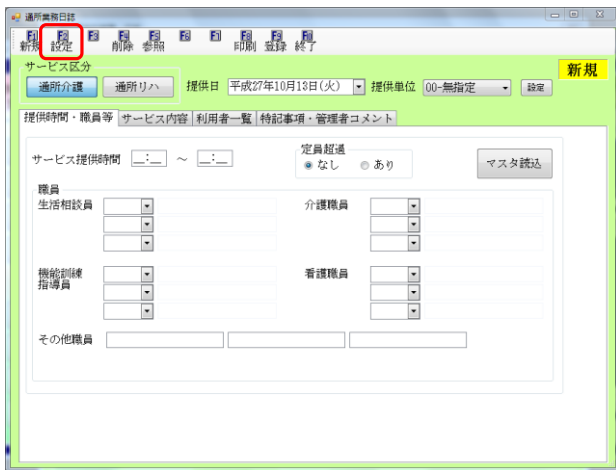 通所業務日誌
F1 F2 F3 F4 F5 F6 F7 F8 F9 F12
新規 設定 削除 参照 印刷 登録 終了
サービス区分
通所介護 通所リハ 提供日 平成27年10月13日(火) 提供単位 00-無指定 設定
新規
提供時間・職員等 サービス内容 利用者一覧 特記事項・管理者コメント
サービス提供時間 __:__ ～ __:__
定員超過
なし あり
マスタ読込
職員
生活相談員 介護職員
機能訓練 看護職員
指導員
その他職員